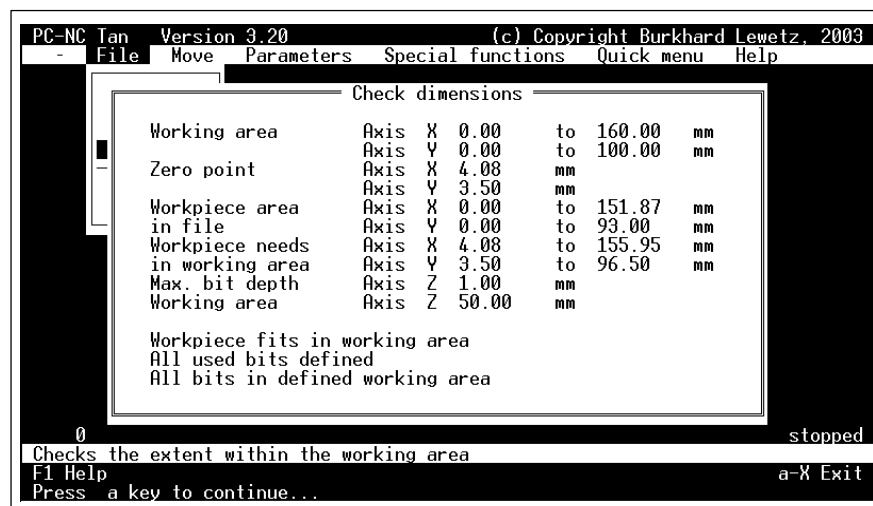 PC-NC Tan Version 3.20 (c) Copyright Burkhard Lewetz, 2003
- File Move Parameters Special functions Quick menu Help
Check dimensions
Working area Axis X 0.00 to 160.00 mm
Axis Y 0.00 to 100.00 mm
Zero point Axis X 4.08 mm
Axis Y 3.50 mm
Workpiece area Axis X 0.00 to 151.87 mm
in file Axis Y 0.00 to 93.00 mm
Workpiece needs Axis X 4.08 to 155.95 mm
in working area Axis Y 3.50 to 96.50 mm
Max. bit depth Axis Z 1.00 mm
Working area Axis Z 50.00 mm
Workpiece fits in working area
All used bits defined
All bits in defined working area
0 stopped
Checks the extent within the working area
F1 Help a-X Exit
Press a key to continue...